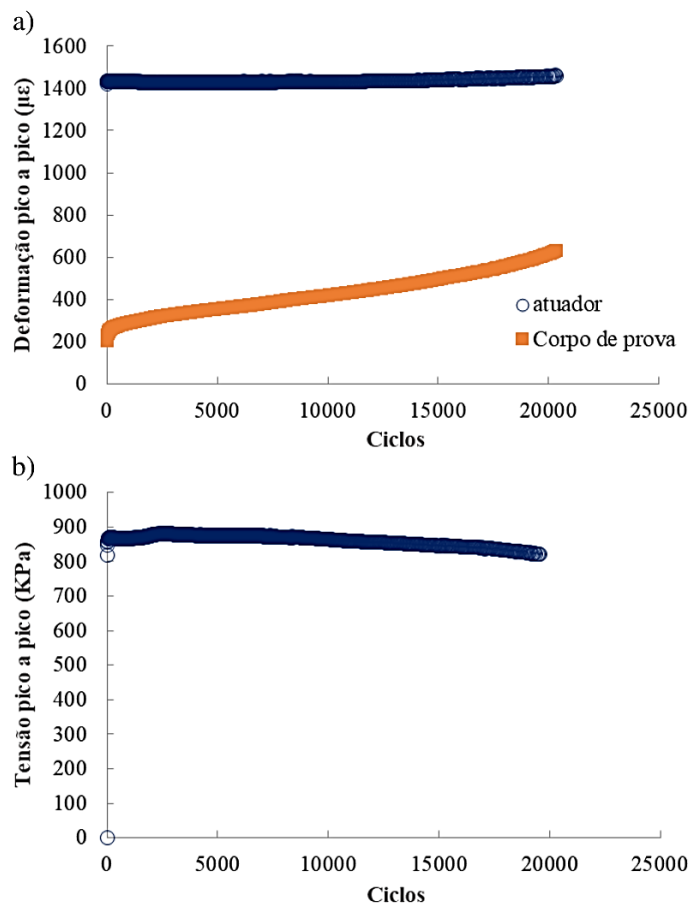 a)
Deformação pico a pico (με)
1600
1400
1200
1000
800
600
400
200
0
atuador
Corpo de prova
0 5000 10000 15000 20000 25000
Ciclos
b)
Tensão pico a pico (KPa)
1000
900
800
700
600
500
400
300
200
100
0
0 5000 10000 15000 20000 25000
Ciclos